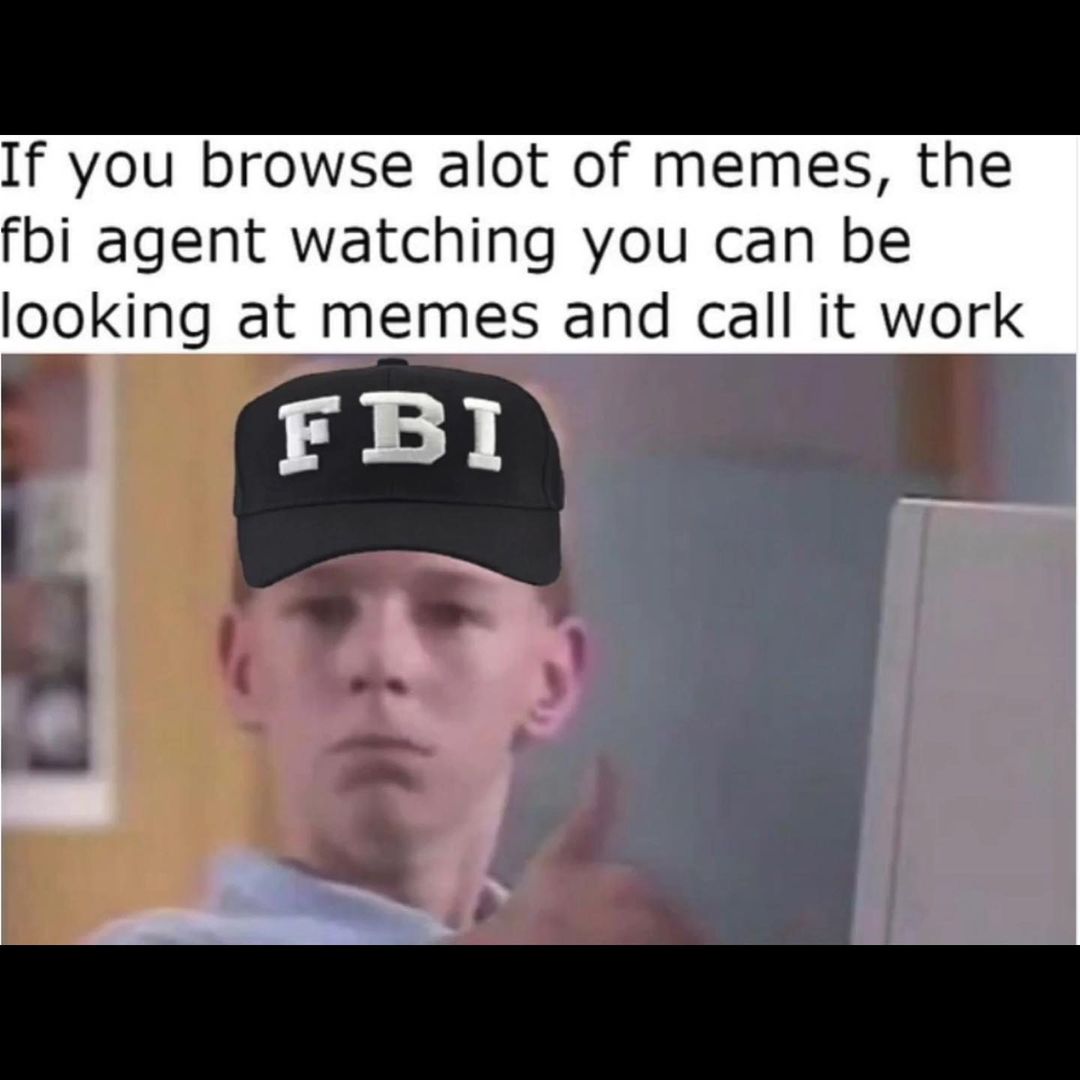 If you browse alot of memes, the
fbi agent watching you can be
looking at memes and call it work
FBI